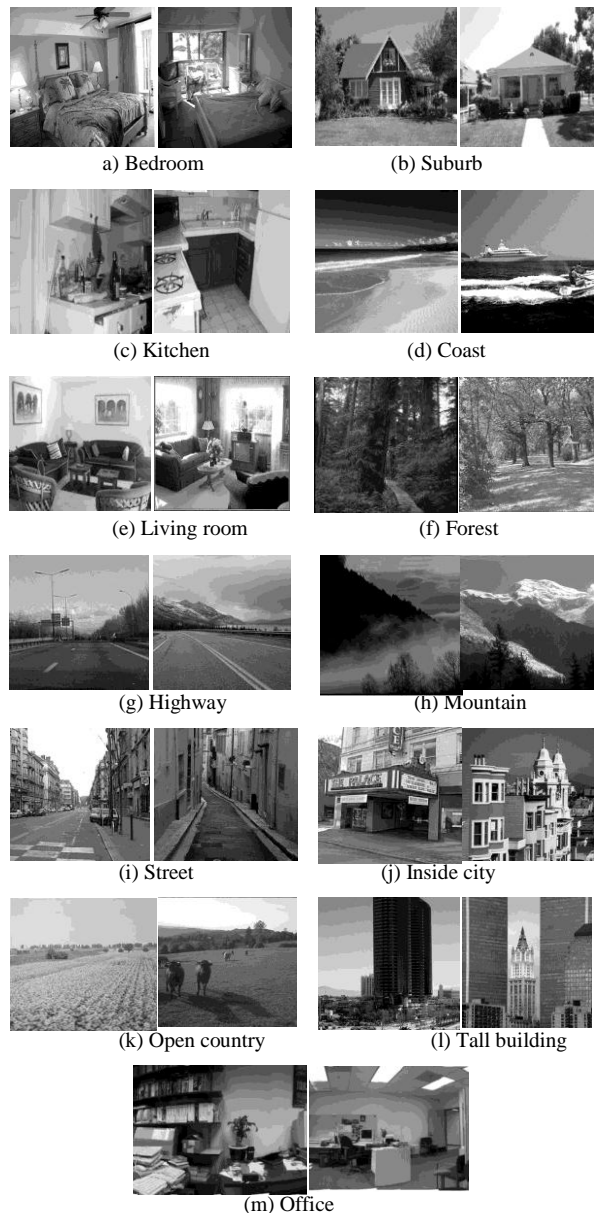 a) Bedroom
(b) Suburb
(c) Kitchen
(d) Coast
(e) Living room
(f) Forest
(g) Highway
(h) Mountain
(i) Street
(j) Inside city
(k) Open country
(l) Tall building
(m) Office